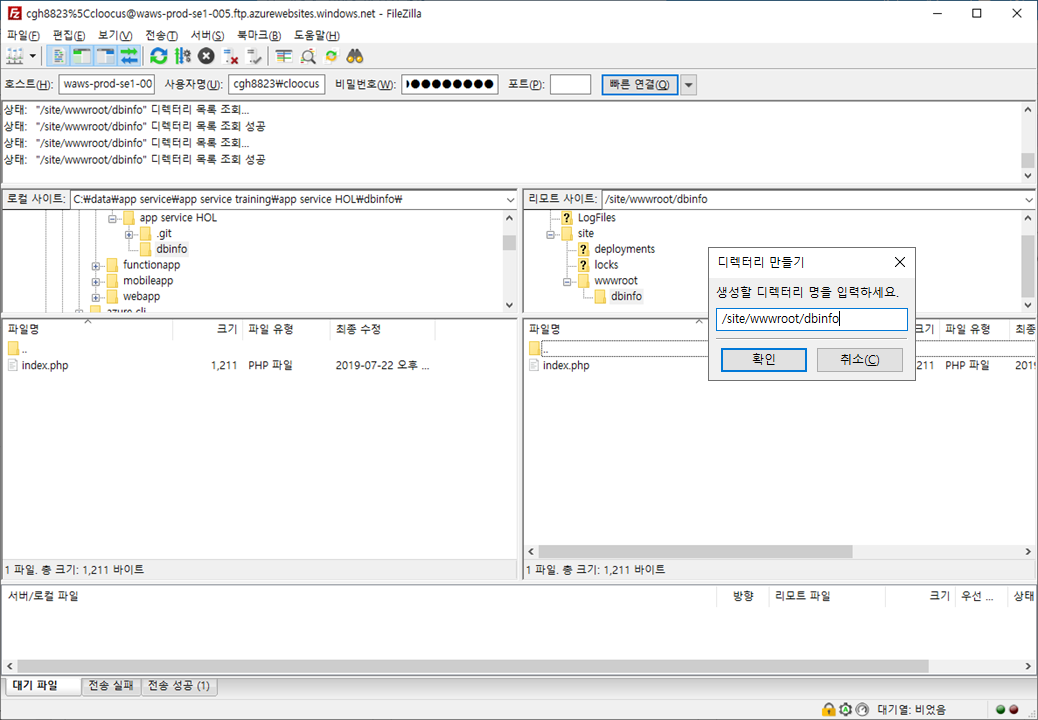 cgh8823%5Ccloocus@waws-prod-se1-005.ftp.azurewebsites.windows.net - FileZilla
파일(F) 편집(E) 보기(V) 전송(T) 서버(S) 북마크(B) 도움말(H)
호스트(H): waws-prod-se1-00 사용자명(U): cgh8823₩cloocus 비밀번호(W): ●●●●●●●● 포트(P): 빠른 연결(Q)
상태: "/site/wwwroot/dbinfo" 디렉터리 목록 조회...
상태: "/site/wwwroot/dbinfo" 디렉터리 목록 조회 성공
상태: "/site/wwwroot/dbinfo" 디렉터리 목록 조회...
상태: "/site/wwwroot/dbinfo" 디렉터리 목록 조회 성공
로컬 사이트: C:₩data₩app service₩app service training₩app service HOL₩dbinfo₩
app service HOL
.git
dbinfo
functionapp
mobileapp
webapp
azure cli
리모트 사이트: /site/wwwroot/dbinfo
LogFiles
site
deployments
locks
wwwroot
dbinfo
디렉터리 만들기
생성할 디렉터리 명을 입력하세요.
/site/wwwroot/dbinfo
확인 취소(C)
파일명 크기 파일 유형 최종 수정
..
index.php 1,211 PHP 파일 2019-07-22 오후 ...
1 파일. 총 크기: 1,211 바이트
파일명 크기 파일 유형 최종
..
index.php 211 PHP 파일 2019
1 파일. 총 크기: 1,211 바이트
서버/로컬 파일 방향 리모트 파일 크기 우선 ... 상태
대기 파일 전송 실패 전송 성공 (1)
대기열: 비었음